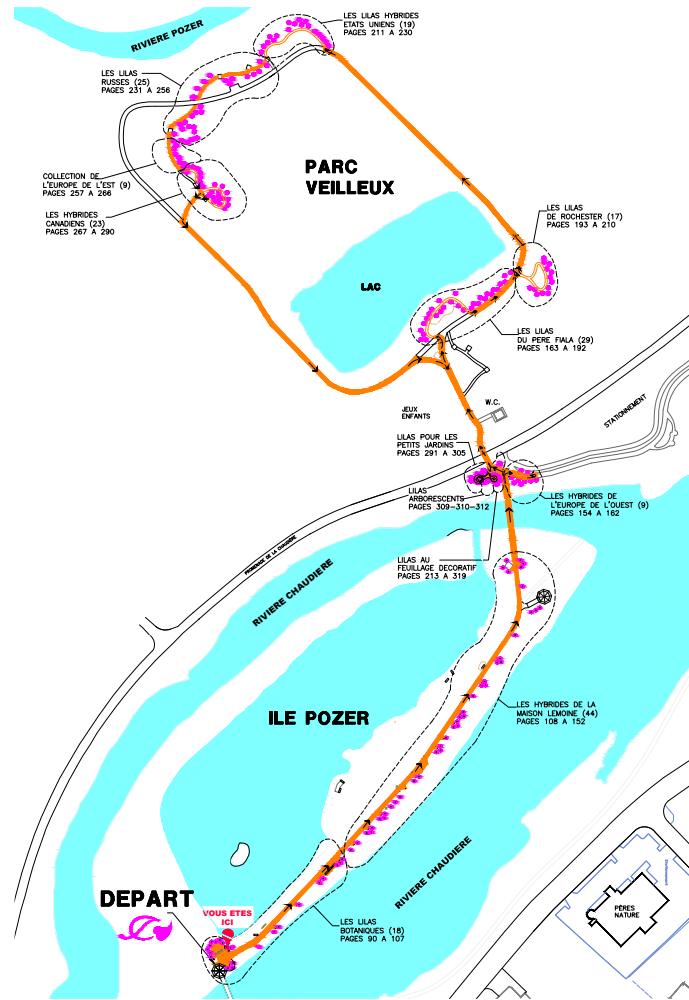 RIVIERE POZER
LES LILAS HYBRIDES
ETATS UNIENS (19)
PAGES 211 A 230
LES LILAS
RUSSES (25)
PAGES 231 A 256
COLLECTION DE
L'EUROPE DE L'EST (9)
PAGES 257 A 266
LES HYBRIDES
CANADIENS (23)
PAGES 267 A 290
PARC
VEILLEUX
LES LILAS
DE ROCHESTER (17)
PAGES 193 A 210
LAC
LES LILAS
DU PERE FIALA (29)
PAGES 163 A 192
JEUX
ENFANTS
W.C.
STATIONNEMENT
LILAS POUR LES
PETITS JARDINS
PAGES 291 A 305
LILAS
ARBORESCENTS
PAGES 309-310-312
LES HYBRIDES DE
L'EUROPE DE L'OUEST (9)
PAGES 154 A 162
LILAS AU
FEUILLAGE DECORATIF
PAGES 213 A 319
PROMENADE DE LA CHAUDIERE
RIVIERE CHAUDIERE
ILE POZER
LES HYBRIDES DE LA
MAISON LEMOINE (44)
PAGES 108 A 152
RIVIERE CHAUDIERE
DEPART
VOUS ETES
ICI
LES LILAS
BOTANIQUES (18)
PAGES 90 A 107
PÈRES
NATURE
Stationnement